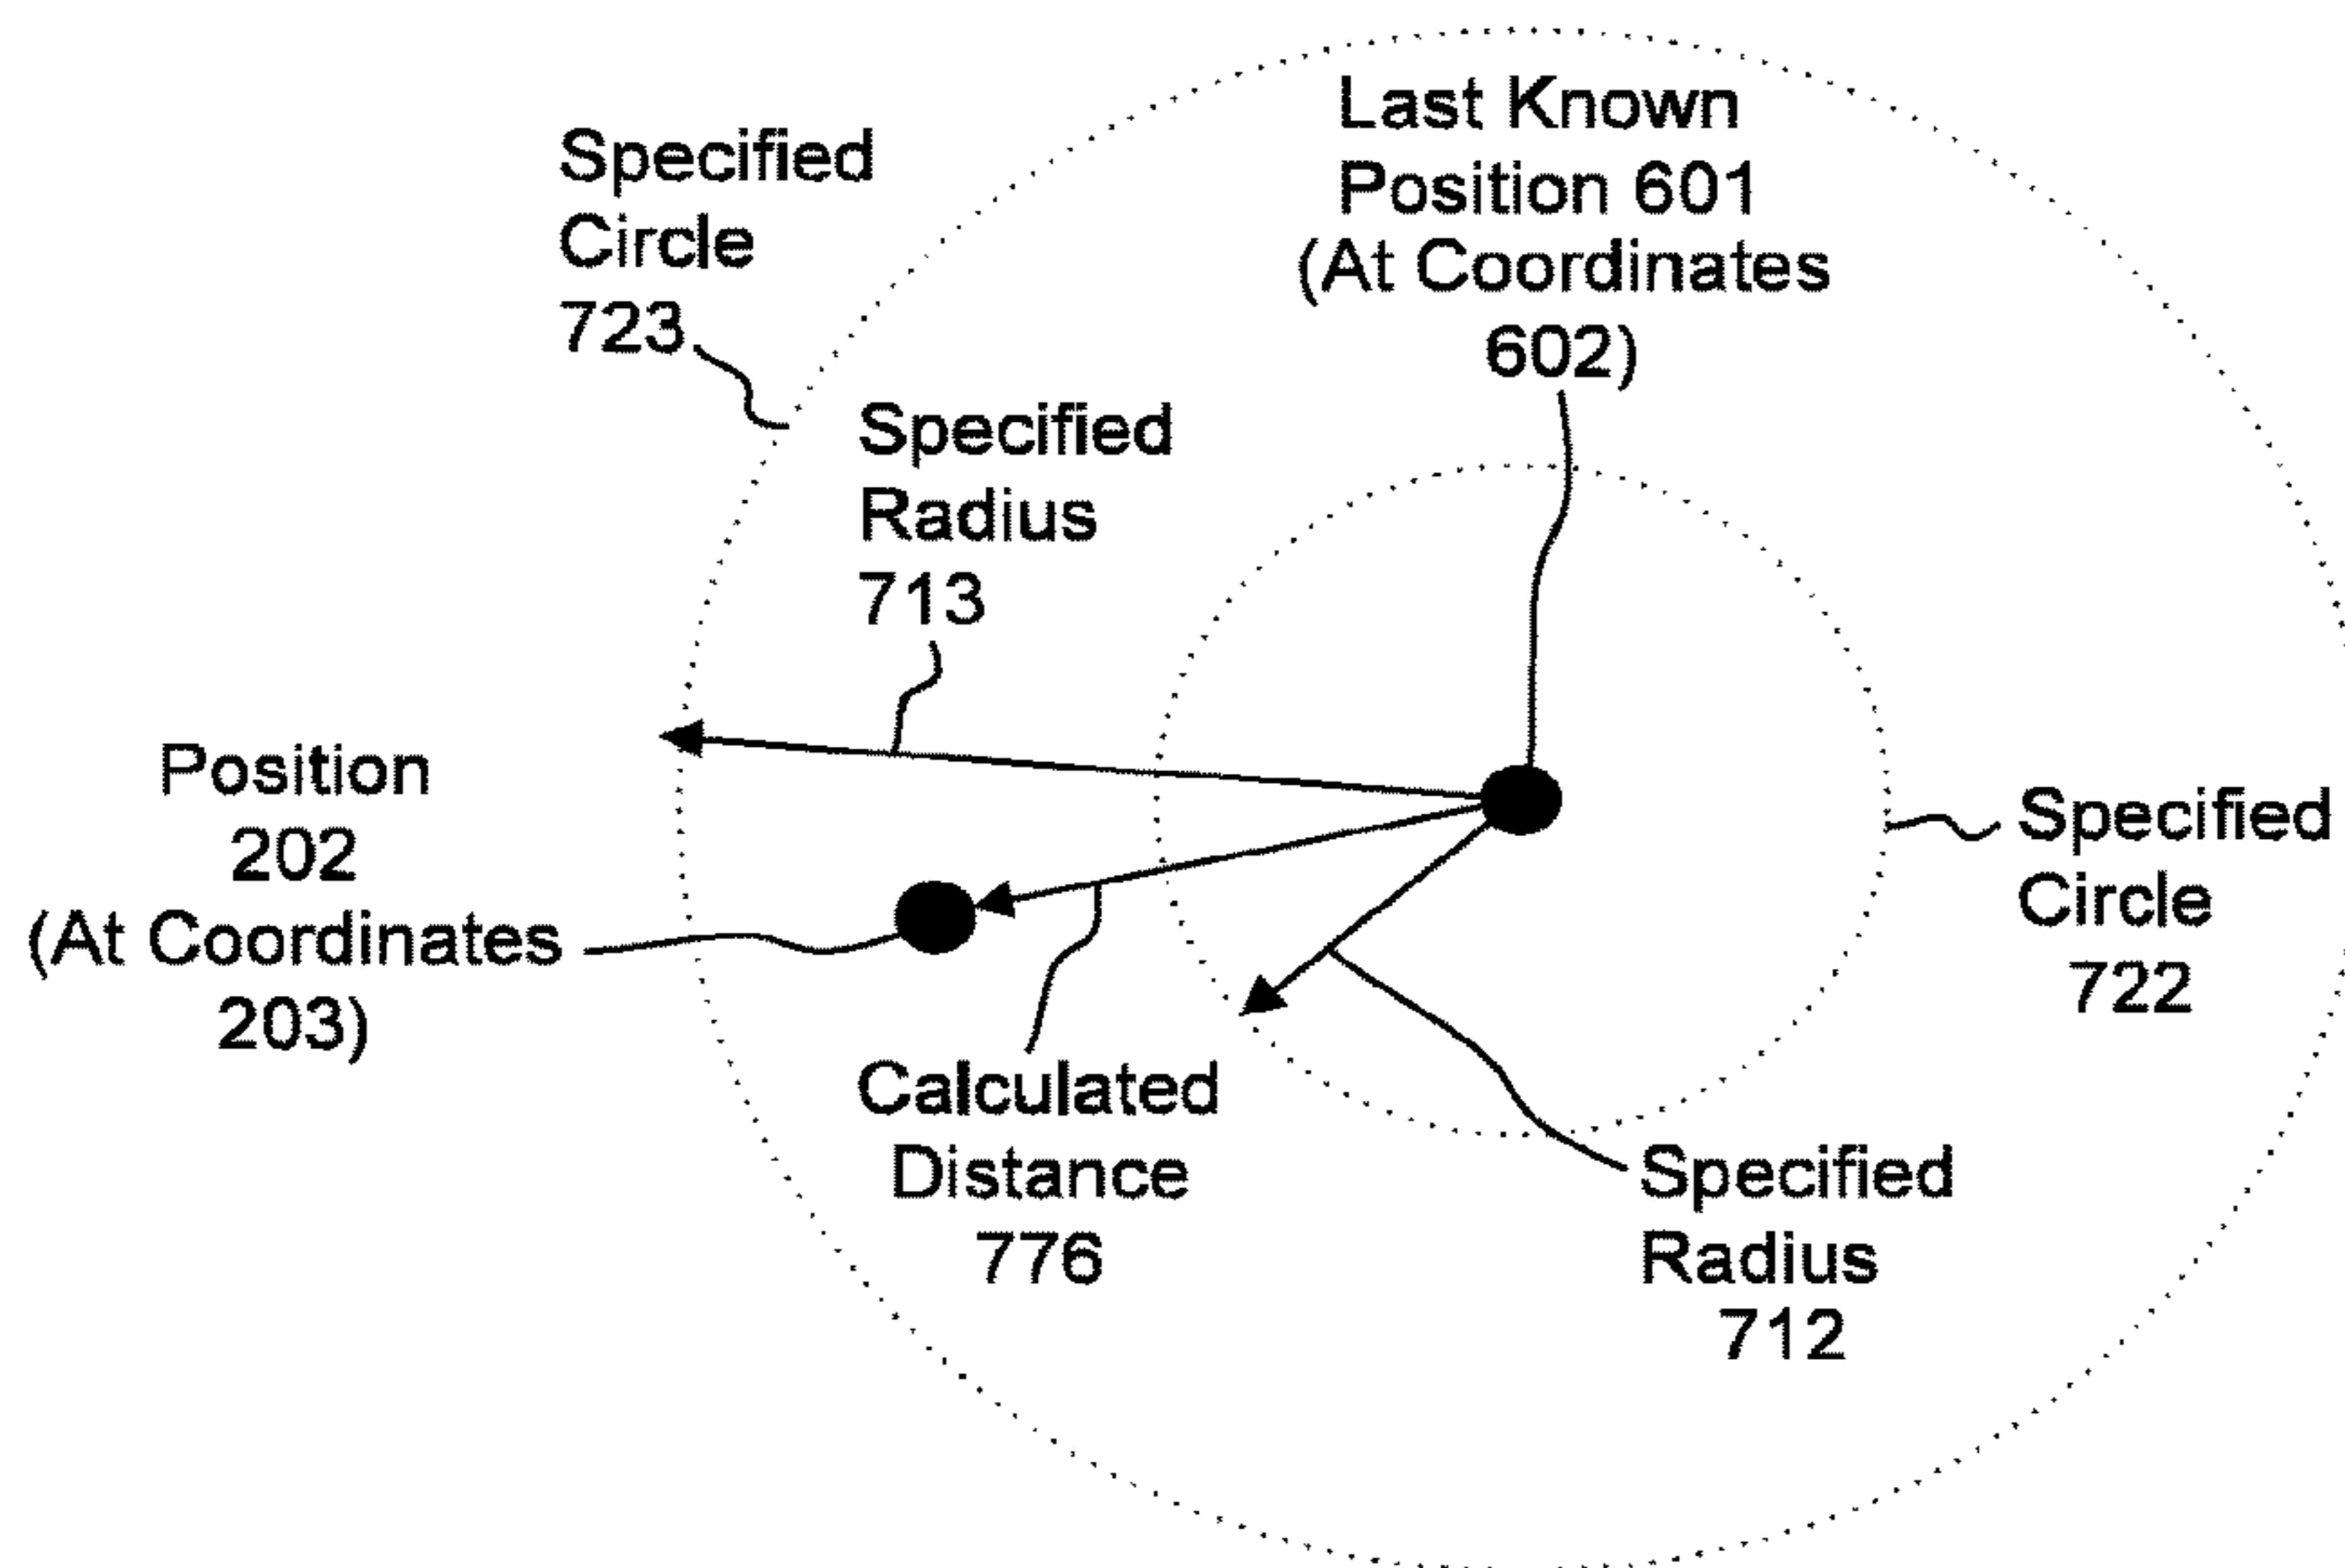 Specified
Circle
723
Last Known
Position 601
(At Coordinates
602)
Specified
Radius
713
Position
202
(At Coordinates
203)
Specified
Circle
722
Calculated
Distance
776
Specified
Radius
712